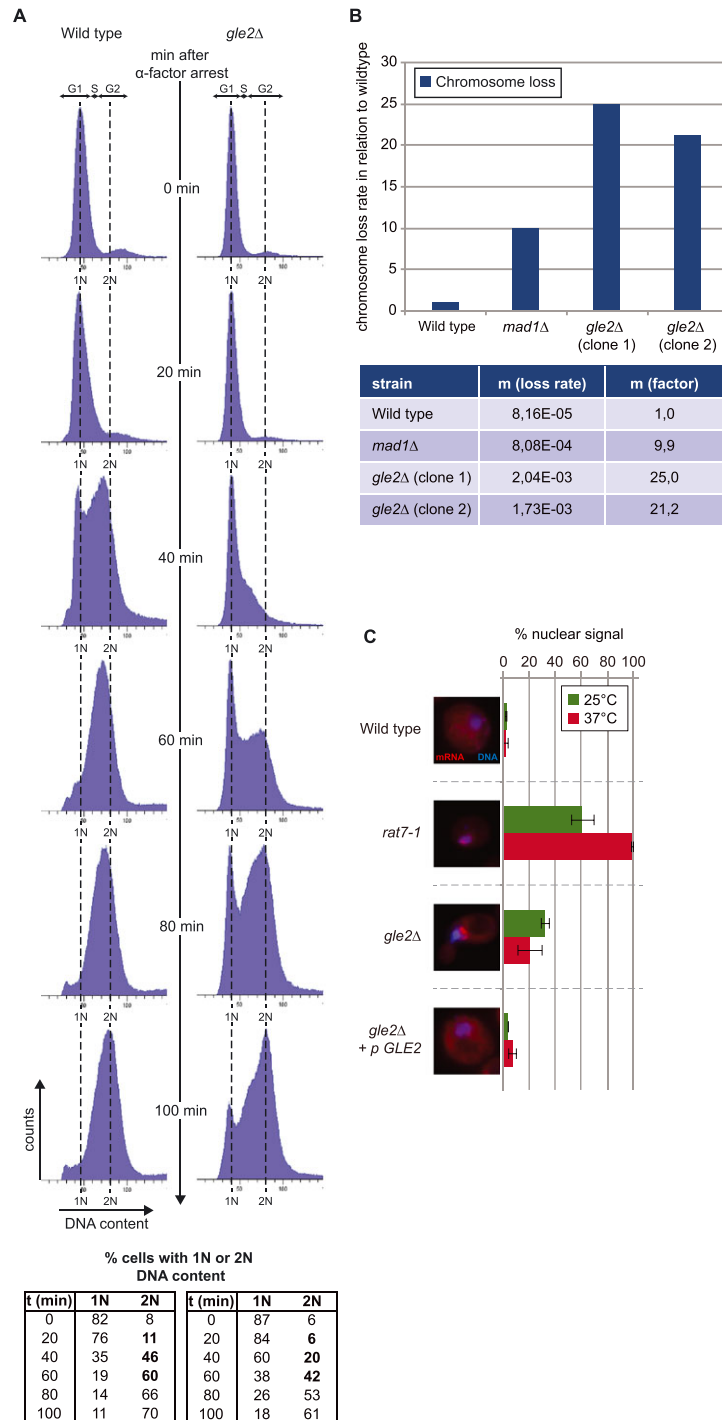 A
Wild type
gle2Δ
min after
α-factor arrest
G1 S G2
G1 S G2
0 min
1N 2N
1N 2N
20 min
1N 2N
1N 2N
40 min
1N 2N
1N 2N
60 min
1N 2N
1N 2N
80 min
1N 2N
1N 2N
100 min
counts
1N 2N
1N 2N
DNA content
% cells with 1N or 2N
DNA content
t (min) 1N 2N
0 82 8
20 76 11
40 35 46
60 19 60
80 14 66
100 11 70
t (min) 1N 2N
0 87 6
20 84 6
40 60 20
60 38 42
80 26 53
100 18 61
B
chromosome loss rate in relation to wildtype
30
25
20
15
10
5
0
Chromosome loss
Wild type
mad1Δ
gle2Δ
(clone 1)
gle2Δ
(clone 2)
strain m (loss rate) m (factor)
Wild type 8,16E-05 1,0
mad1Δ 8,08E-04 9,9
gle2Δ (clone 1) 2,04E-03 25,0
gle2Δ (clone 2) 1,73E-03 21,2
C
% nuclear signal
0 20 40 60 80 100
25°C
37°C
Wild type
mRNA DNA
rat7-1
gle2Δ
gle2Δ
+ p GLE2